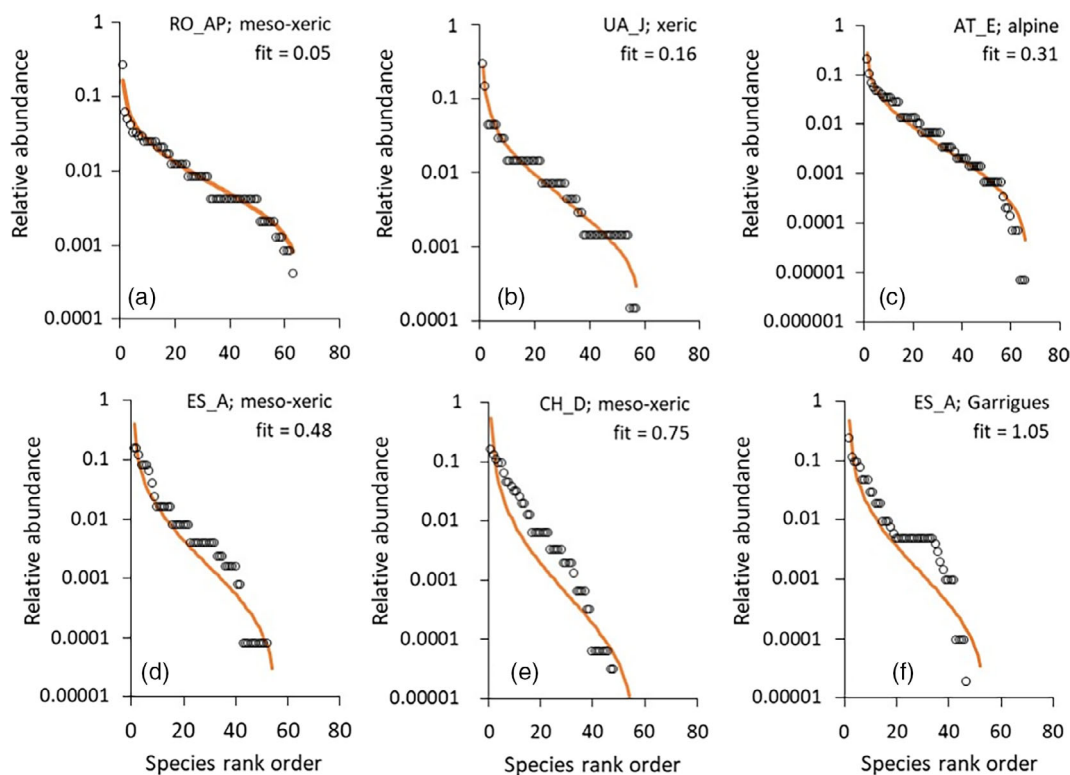 RO_AP; meso-xeric
fit = 0.05
Relative abundance
1
0.1
0.01
0.001
0.0001
(a)
0 20 40 60 80
UA_J; xeric
fit = 0.16
Relative abundance
1
0.1
0.01
0.001
0.0001
(b)
0 20 40 60 80
AT_E; alpine
fit = 0.31
Relative abundance
1
0.1
0.01
0.001
0.0001
0.00001
0.000001
(c)
0 20 40 60 80
ES_A; meso-xeric
fit = 0.48
Relative abundance
1
0.1
0.01
0.001
0.0001
0.00001
(d)
0 20 40 60 80
Species rank order
CH_D; meso-xeric
fit = 0.75
Relative abundance
1
0.1
0.01
0.001
0.0001
0.00001
(e)
0 20 40 60 80
Species rank order
ES_A; Garrigues
fit = 1.05
Relative abundance
1
0.1
0.01
0.001
0.0001
0.00001
(f)
0 20 40 60 80
Species rank order